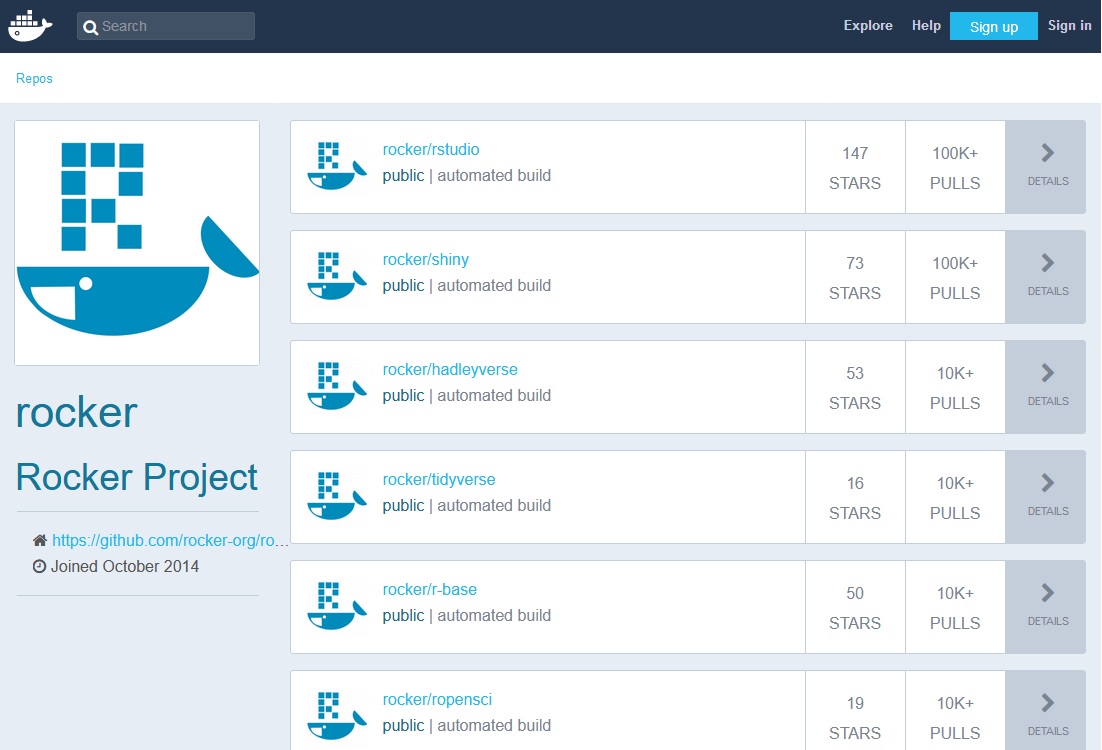 Search
Explore Help Sign up Sign in
Repos
rocker
Rocker Project
https://github.com/rocker-org/ro...
Joined October 2014
rocker/rstudio
public | automated build
147
STARS
100K+
PULLS
DETAILS
rocker/shiny
public | automated build
73
STARS
100K+
PULLS
DETAILS
rocker/hadleyverse
public | automated build
53
STARS
10K+
PULLS
DETAILS
rocker/tidyverse
public | automated build
16
STARS
10K+
PULLS
DETAILS
rocker/r-base
public | automated build
50
STARS
10K+
PULLS
DETAILS
rocker/ropensci
public | automated build
19
STARS
10K+
PULLS
DETAILS